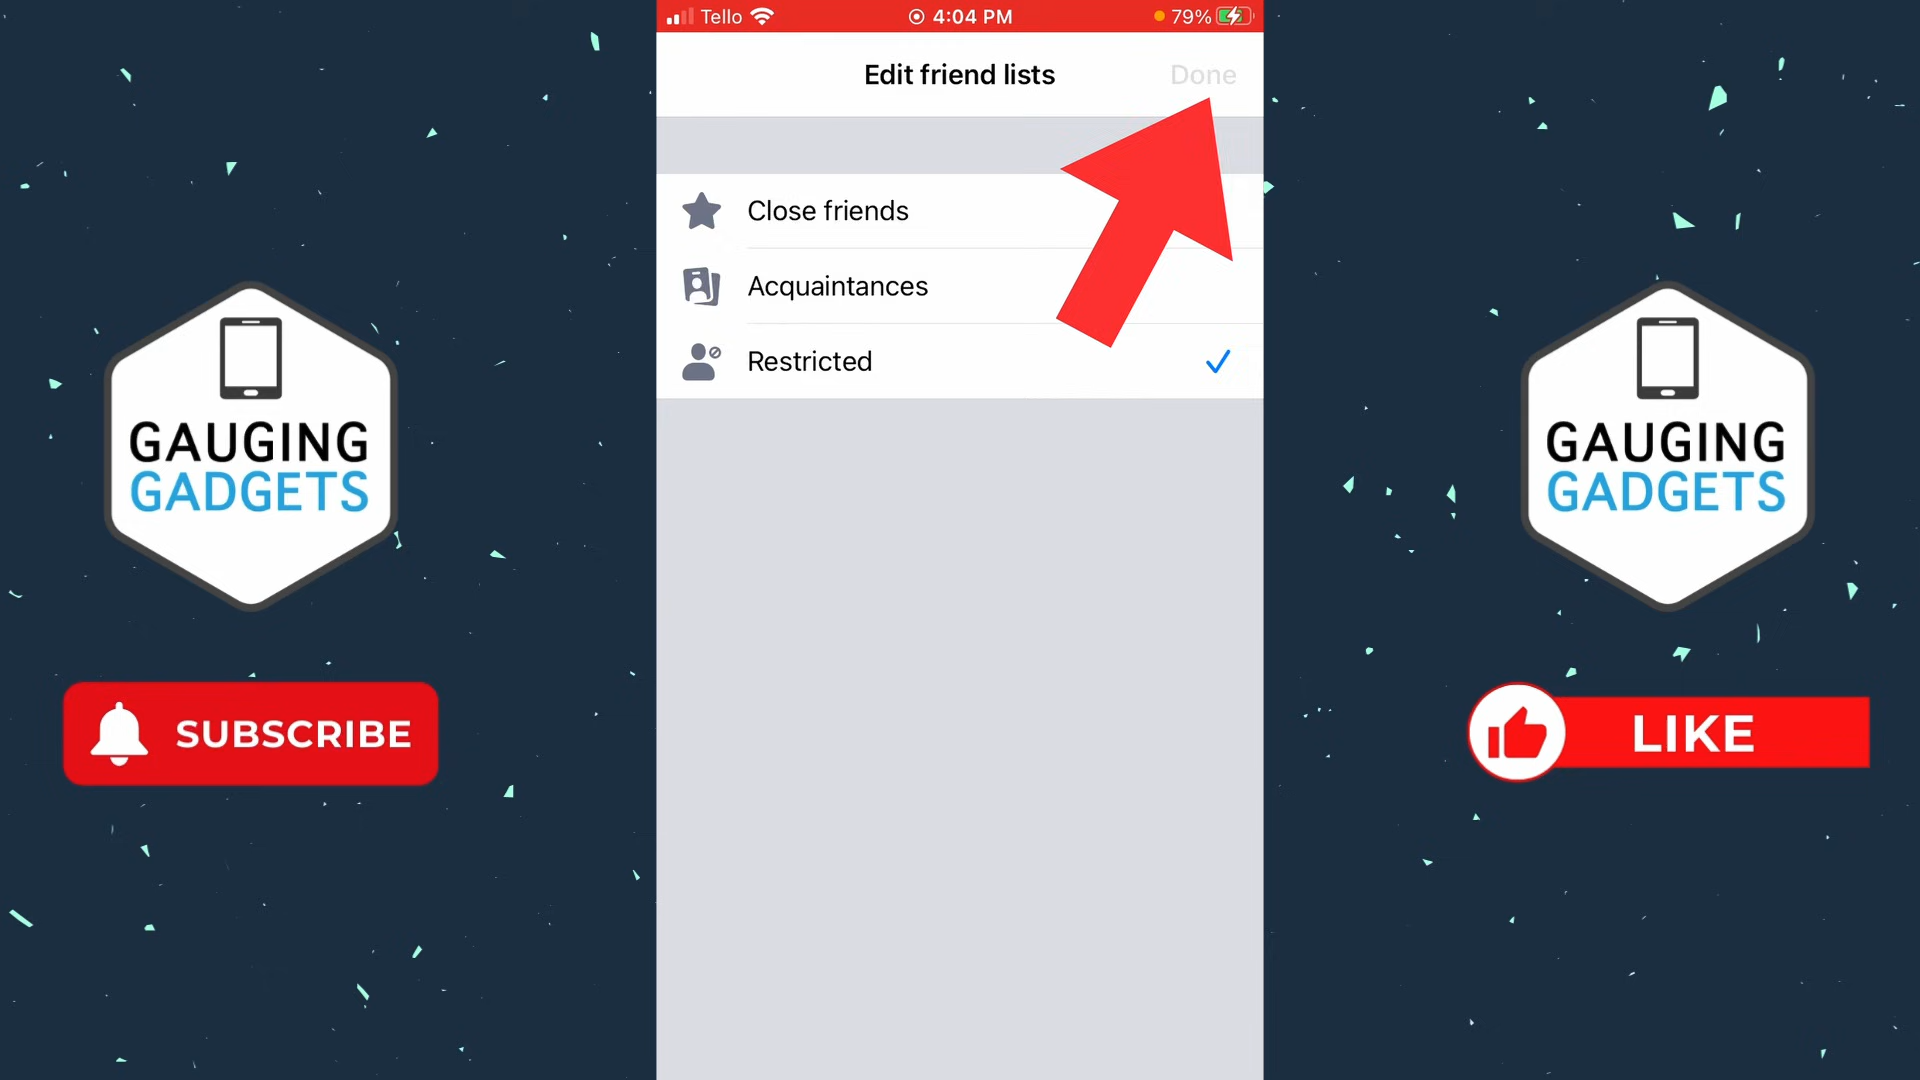 Tello 4:04 PM 79%
Edit friend lists Done
Close friends
Acquaintances
Restricted
GAUGING
GADGETS
SUBSCRIBE
GAUGING
GADGETS
LIKE